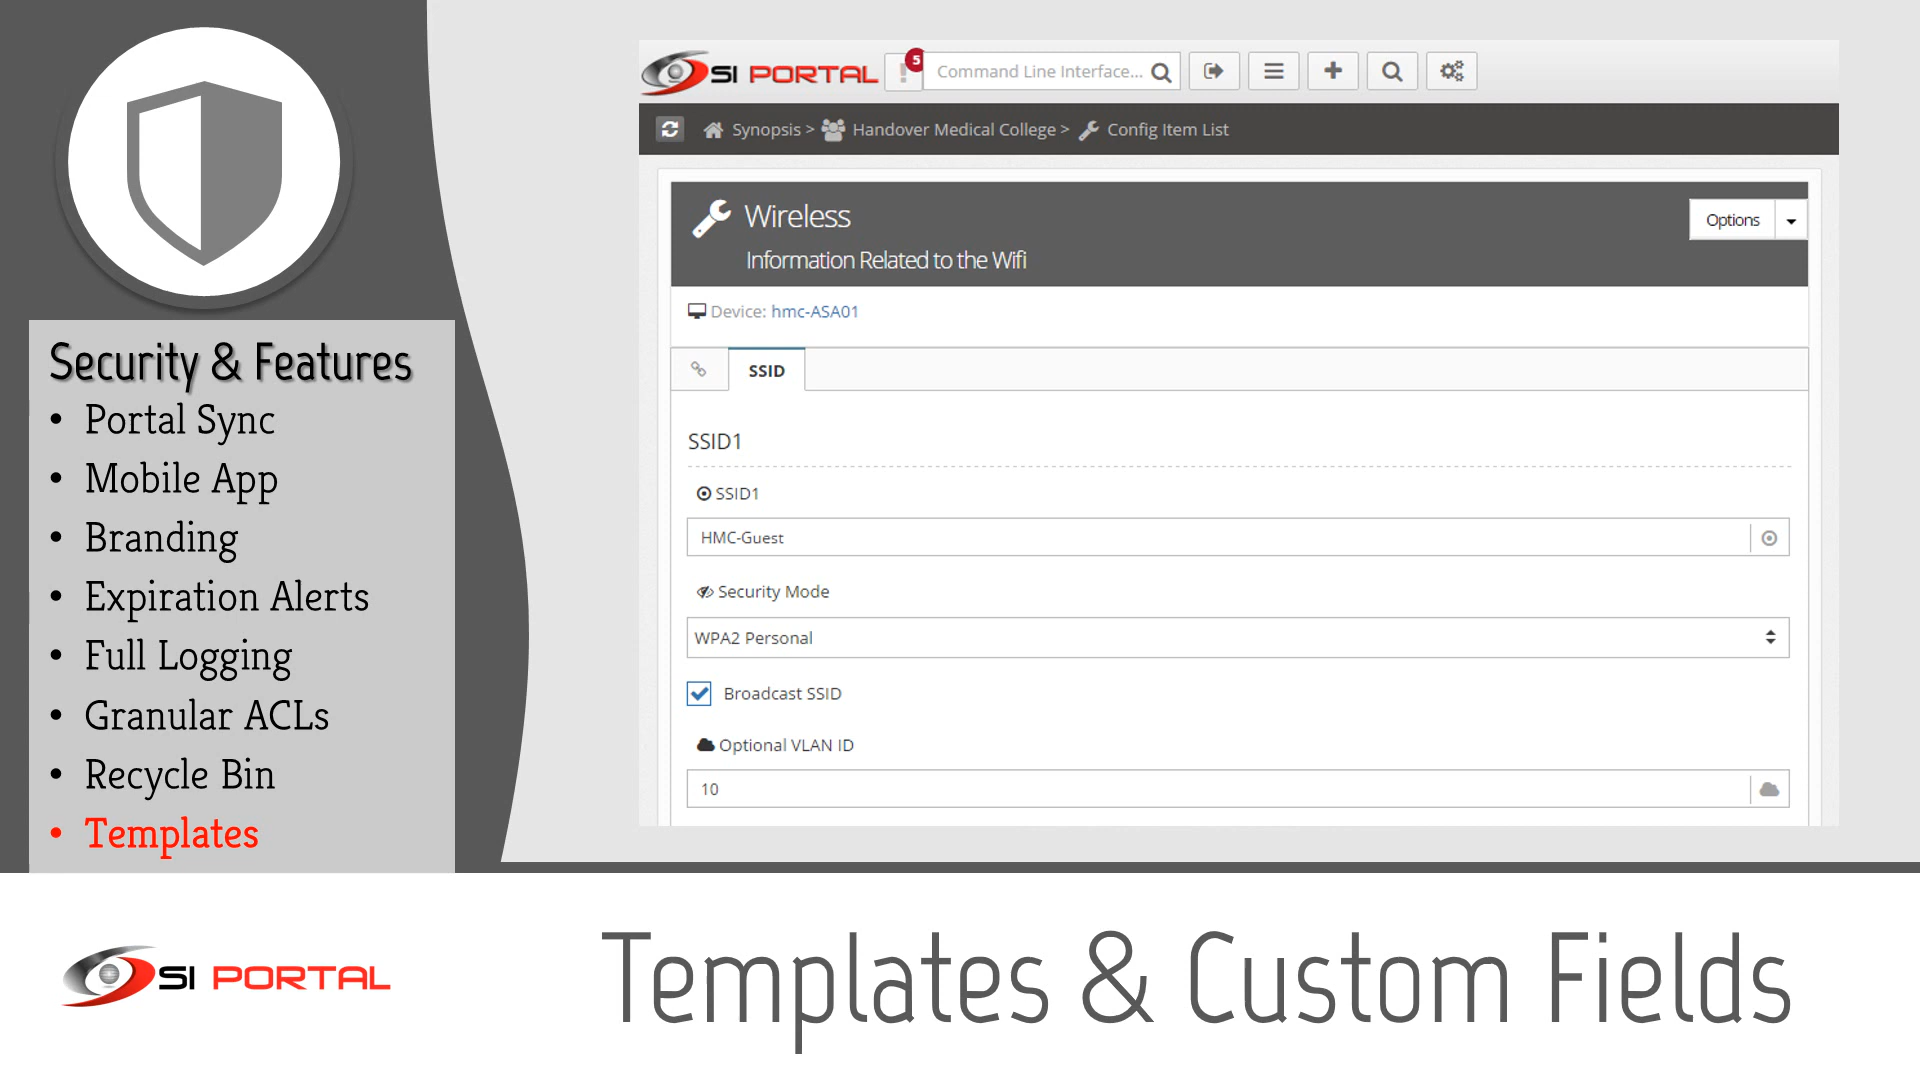 Security & Features
• Portal Sync
• Mobile App
• Branding
• Expiration Alerts
• Full Logging
• Granular ACLs
• Recycle Bin
• Templates
SI PORTAL
! 5 Command Line Interface...
Synopsis > Handover Medical College > Config Item List
Wireless
Options
Information Related to the Wifi
Device: hmc-ASA01
SSID
SSID1
SSID1
HMC-Guest
Security Mode
WPA2 Personal
Broadcast SSID
Optional VLAN ID
10
SI PORTAL
Templates & Custom Fields